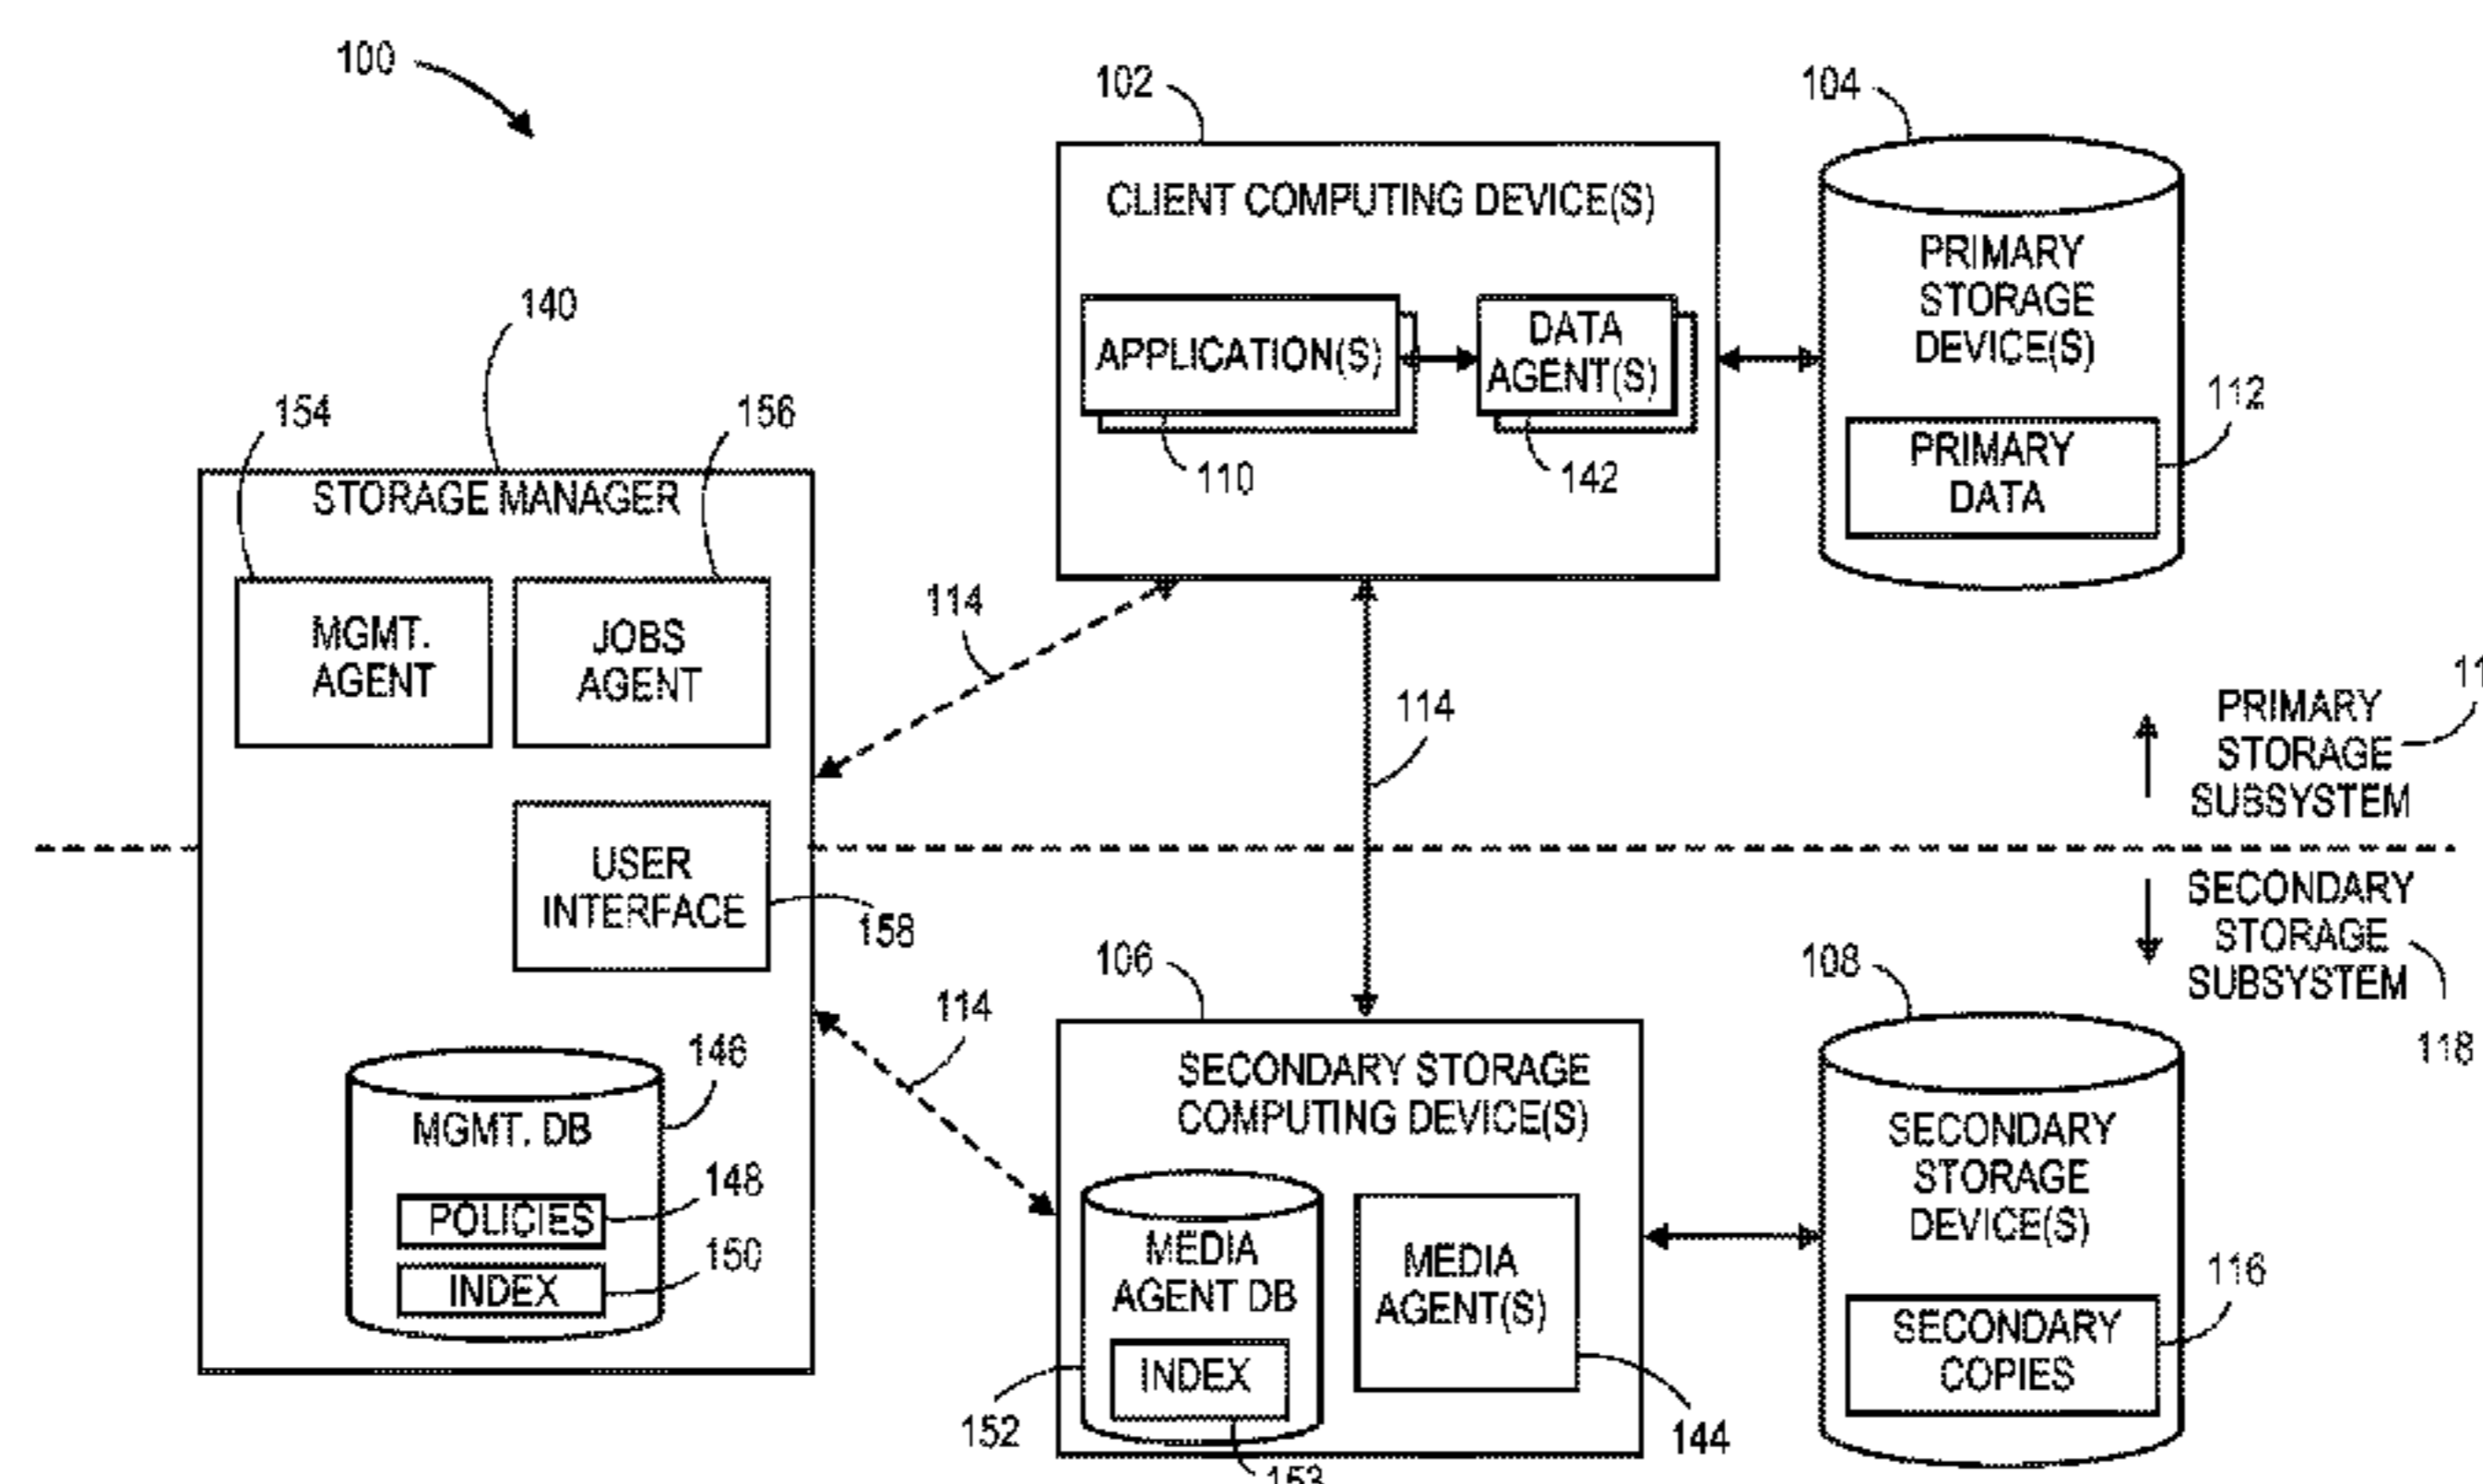 100
102
104
CLIENT COMPUTING DEVICE(S)
APPLICATION(S)
DATA
AGENT(S)
110
142
PRIMARY
STORAGE
DEVICE(S)
PRIMARY
DATA
112
140
154
156
STORAGE MANAGER
MGMT.
AGENT
JOBS
AGENT
USER
INTERFACE
158
114
114
114
PRIMARY
STORAGE
SUBSYSTEM
SECONDARY
STORAGE
SUBSYSTEM
118
146
MGMT. DB
POLICIES
148
INDEX
150
106
SECONDARY STORAGE
COMPUTING DEVICE(S)
MEDIA
AGENT DB
INDEX
152
153
MEDIA
AGENT(S)
144
108
SECONDARY
STORAGE
DEVICE(S)
SECONDARY
COPIES
116